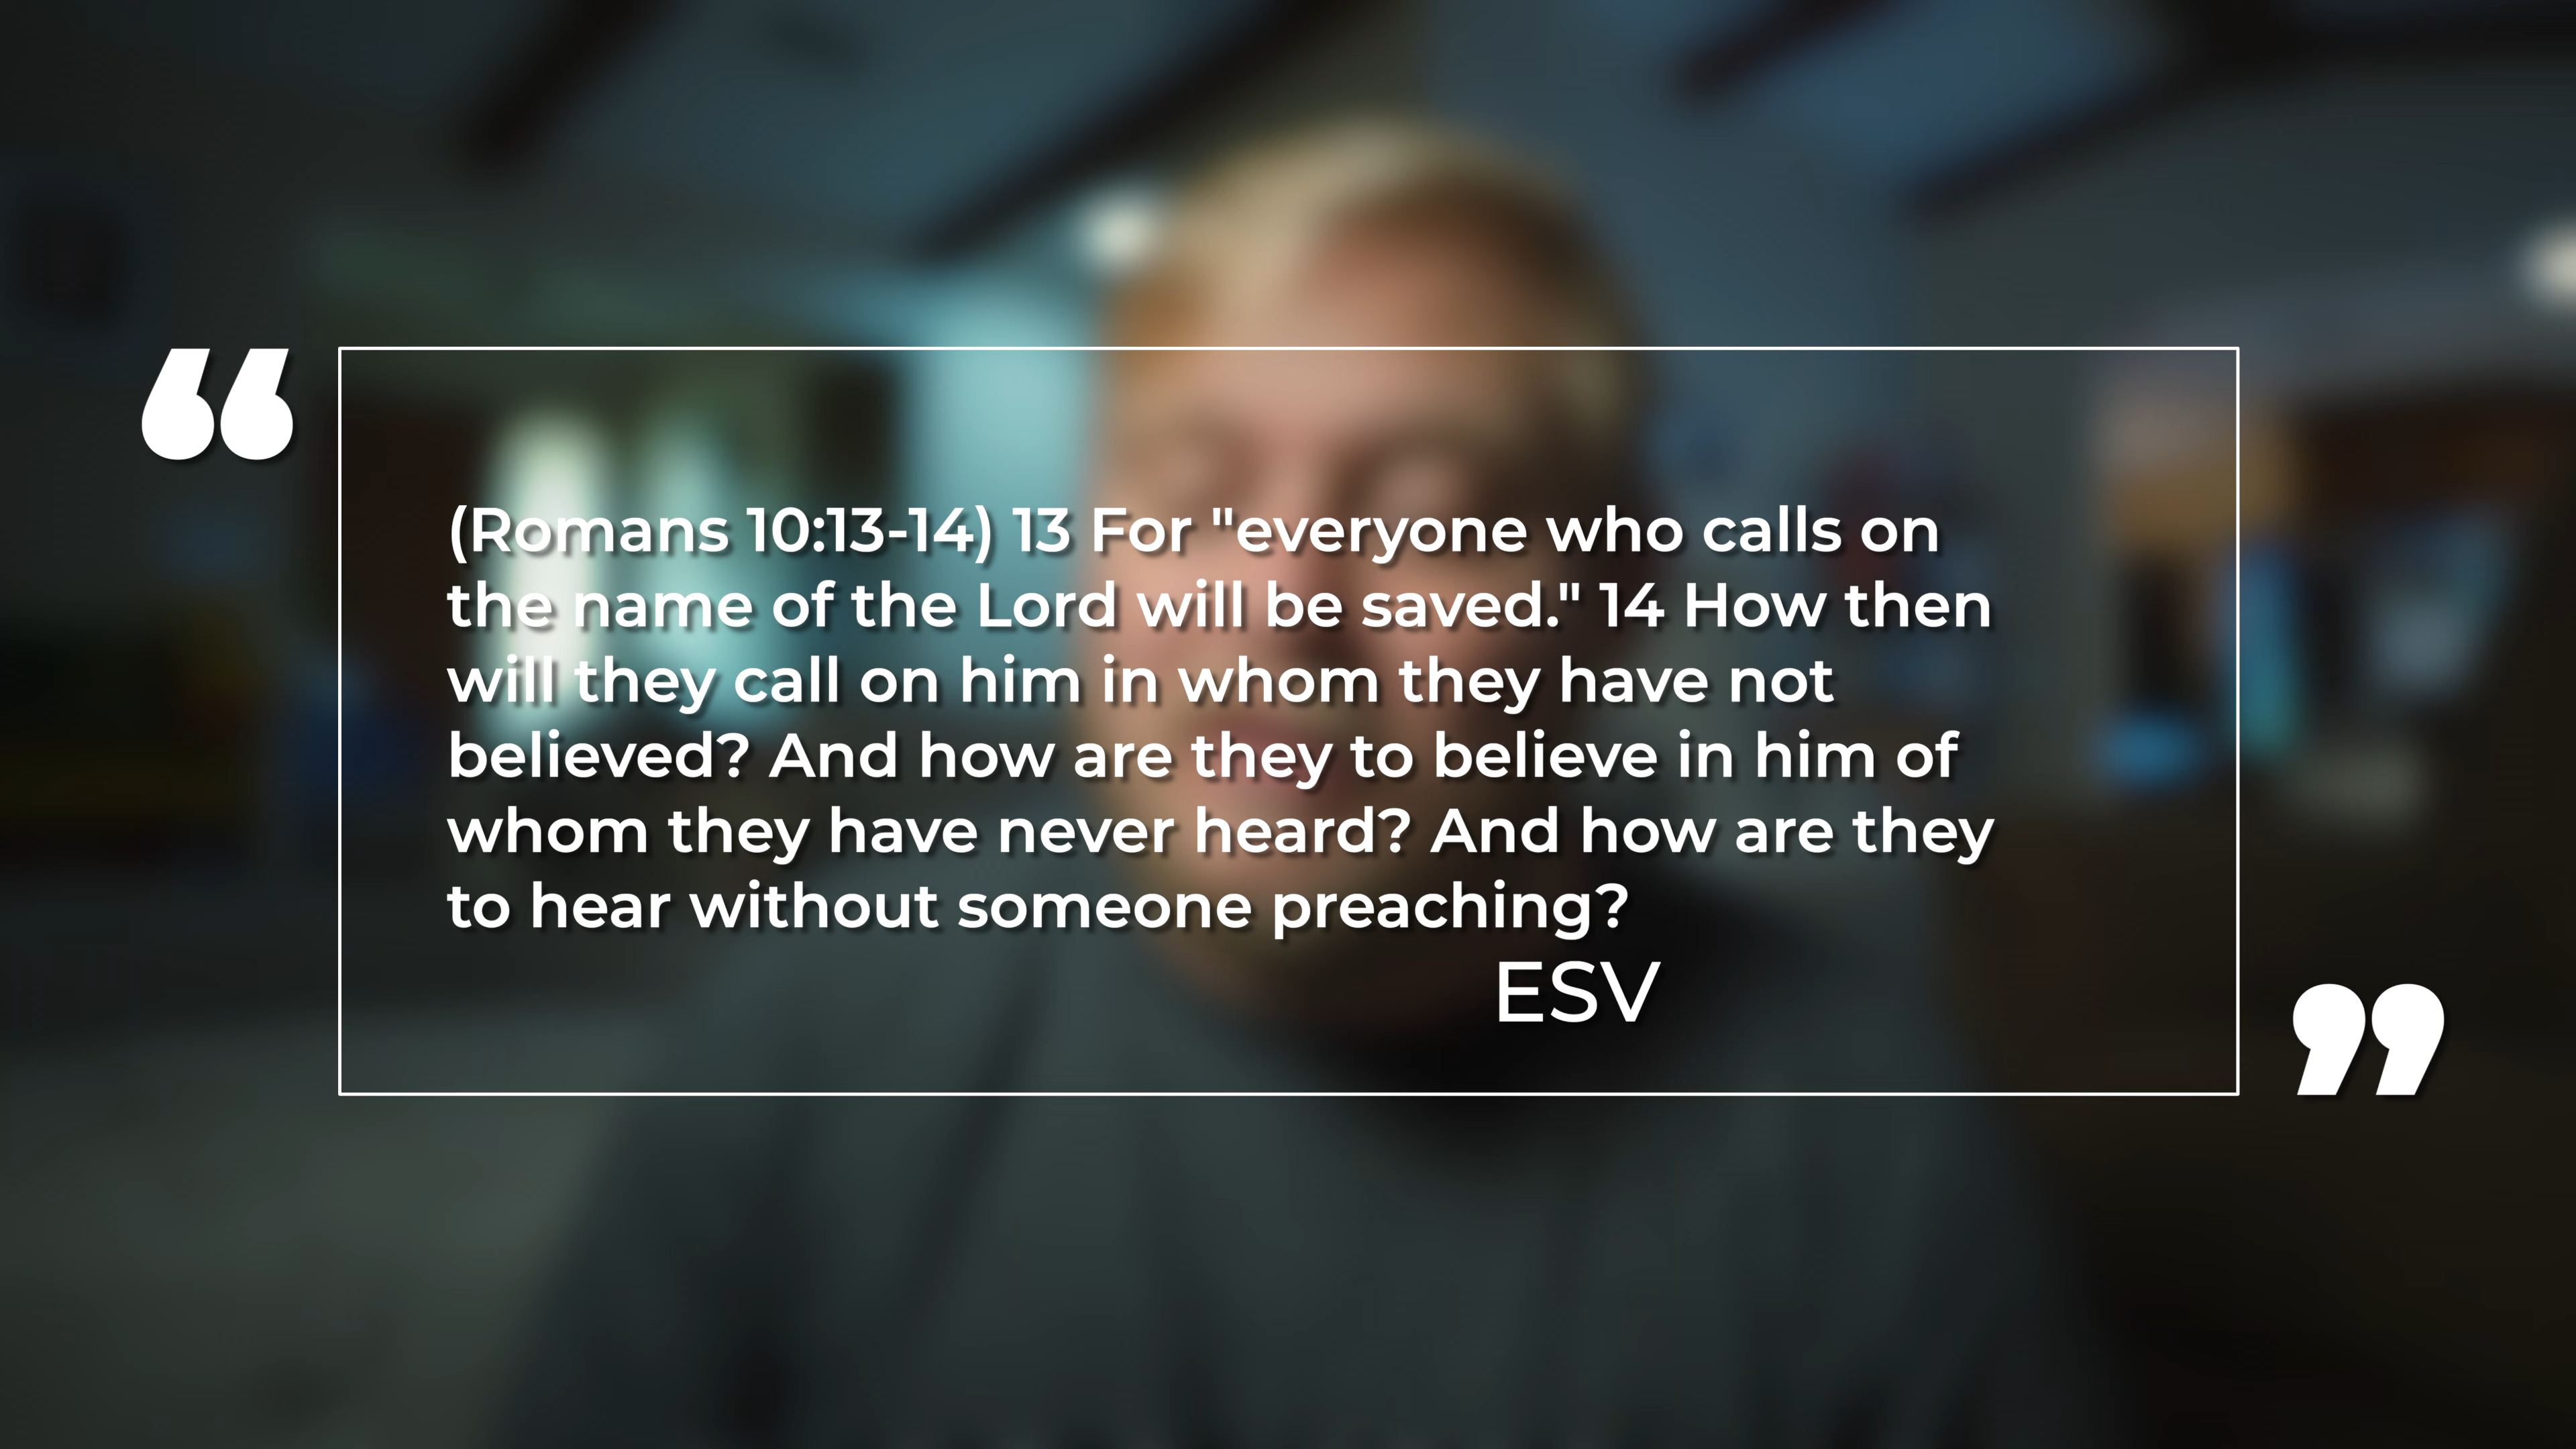 “
(Romans 10:13-14) 13 For "everyone who calls on
the name of the Lord will be saved." 14 How then
will they call on him in whom they have not
believed? And how are they to believe in him of
whom they have never heard? And how are they
to hear without someone preaching?
ESV
”